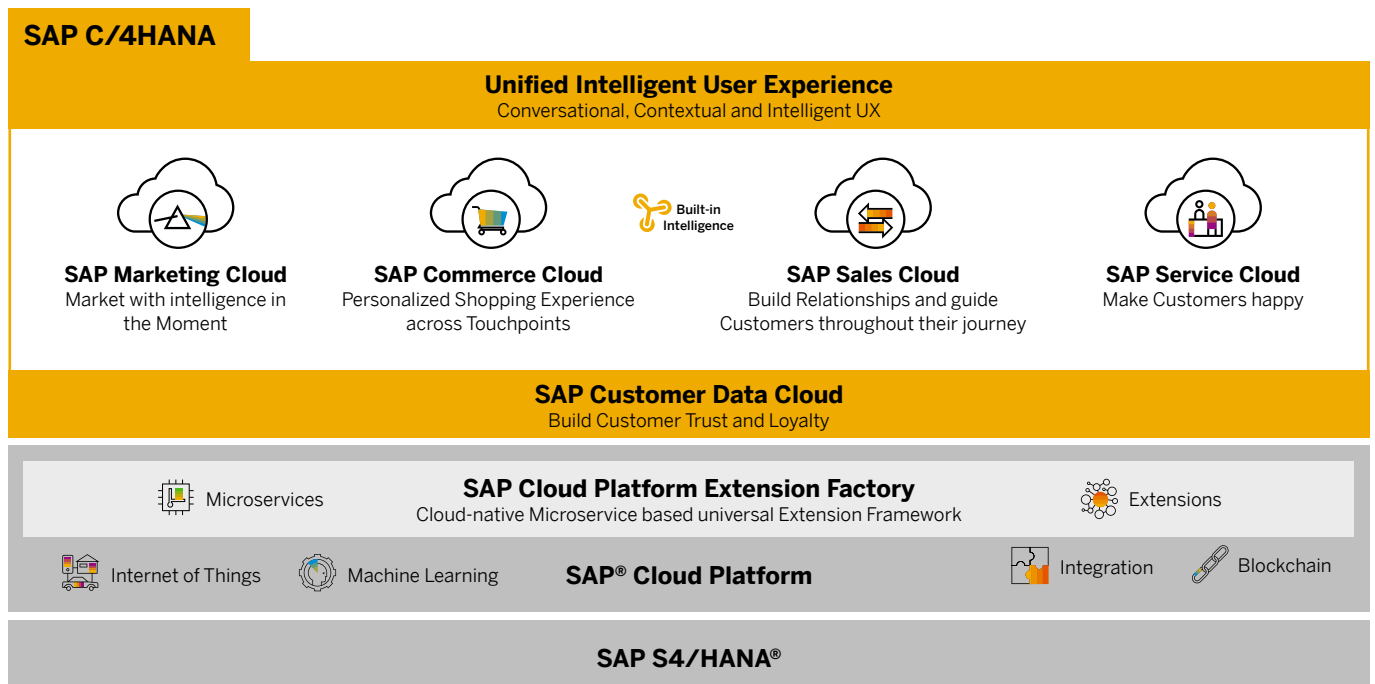 SAP C/4HANA
Unified Intelligent User Experience
Conversational, Contextual and Intelligent UX
Built-in
Intelligence
SAP Marketing Cloud
Market with intelligence in
the Moment
SAP Commerce Cloud
Personalized Shopping Experience
across Touchpoints
SAP Sales Cloud
Build Relationships and guide
Customers throughout their journey
SAP Service Cloud
Make Customers happy
SAP Customer Data Cloud
Build Customer Trust and Loyalty
Microservices
SAP Cloud Platform Extension Factory
Cloud-native Microservice based universal Extension Framework
Extensions
Internet of Things
Machine Learning
SAP® Cloud Platform
Integration
Blockchain
SAP S4/HANA®